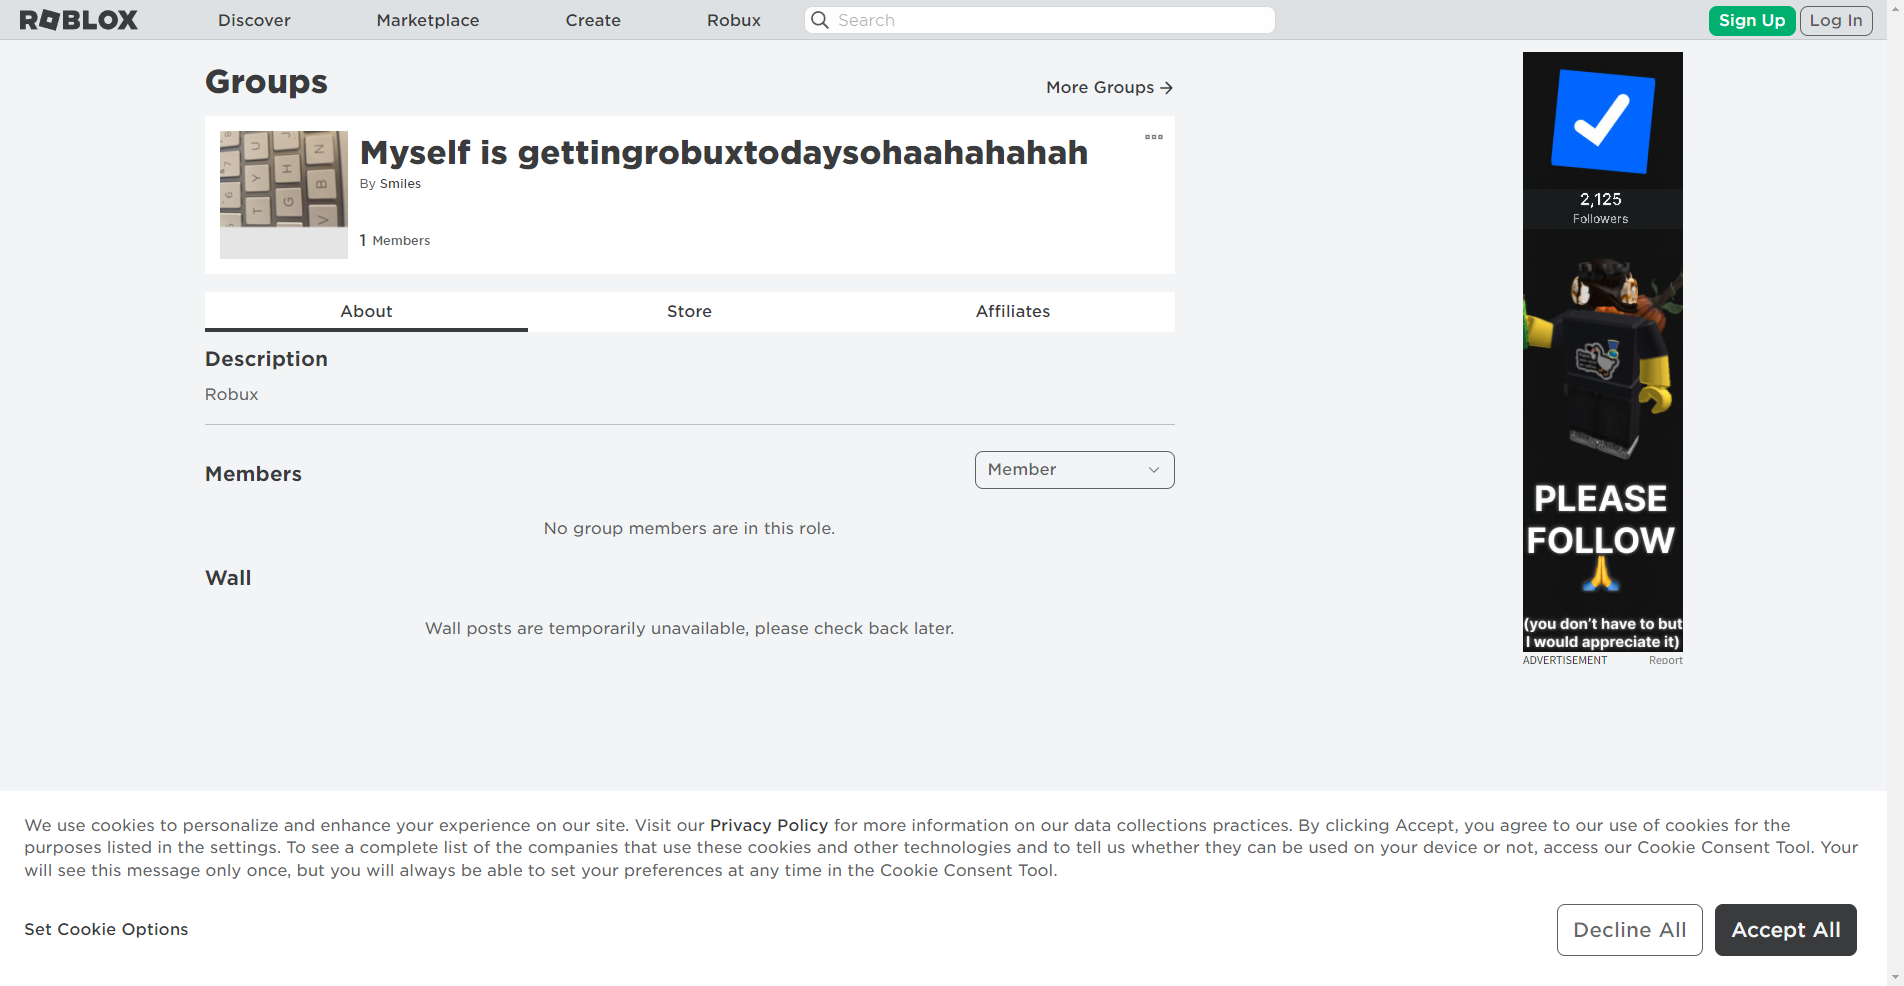 ROBLOX
Discover
Marketplace
Create
Robux
Search
Sign Up
Log In
Groups
More Groups →
Myself is gettingrobuxtodaysohaahahahah
By Smiles
1 Members
About
Store
Affiliates
Description
Robux
Members
Member
No group members are in this role.
Wall
Wall posts are temporarily unavailable, please check back later.
2,125
Followers
PLEASE
FOLLOW
🙏
(you don't have to but
I would appreciate it)
ADVERTISEMENT
Report
We use cookies to personalize and enhance your experience on our site. Visit our Privacy Policy for more information on our data collections practices. By clicking Accept, you agree to our use of cookies for the
purposes listed in the settings. To see a complete list of the companies that use these cookies and other technologies and to tell us whether they can be used on your device or not, access our Cookie Consent Tool. Your
will see this message only once, but you will always be able to set your preferences at any time in the Cookie Consent Tool.
Set Cookie Options
Decline All
Accept All